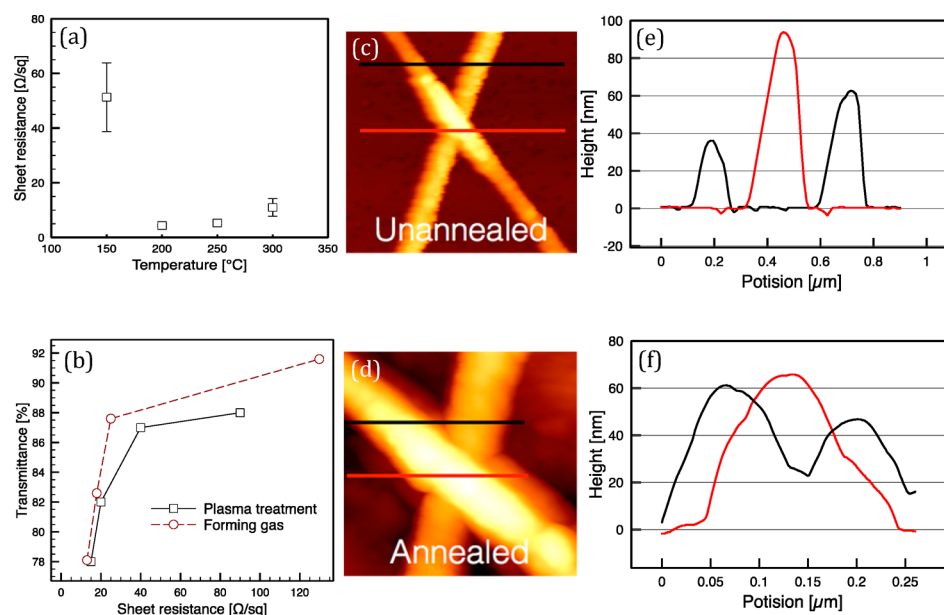 (a)
80
60
40
20
0
Sheet resistance [Ω/sq]
100 150 200 250 300 350
Temperature [°C]
(c)
Unannealed
(e)
100
80
60
40
20
0
-20
Height [nm]
0 0.2 0.4 0.6 0.8 1
Potision [µm]
(b)
92
90
88
86
84
82
80
78
Transmittance [%]
Plasma treatment
Forming gas
20 40 60 80 100 120
Sheet resistance [Ω/sq]
(d)
Annealed
(f)
80
60
40
20
0
Height [nm]
0 0.05 0.1 0.15 0.2 0.25
Potision [µm]